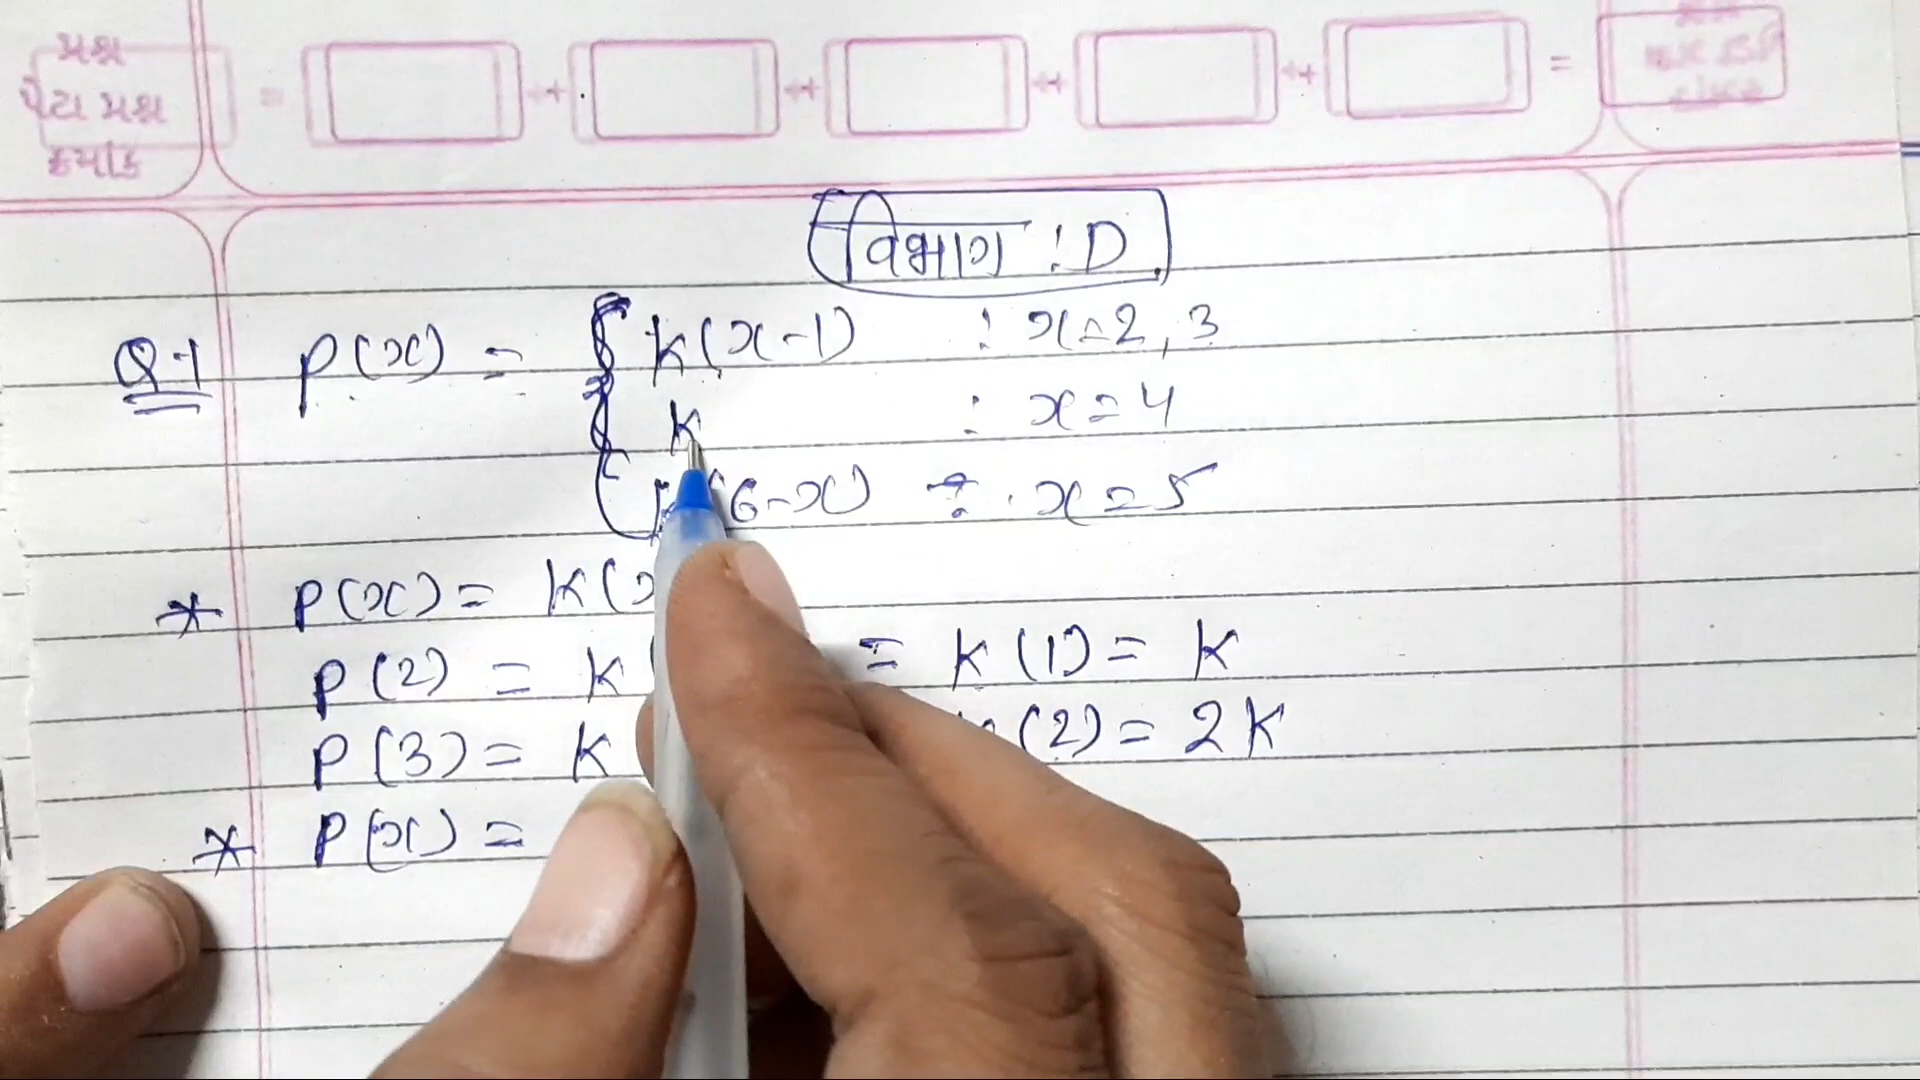 પ્રશ્ન
પેટા પ્રશ્ન
ક્રમાંક
= + + + + =
विभाग : D
Q-1 P(x) = { k(x-1) : x=2,3
k : x=4
(6-x) : x=5
* P(x) = k(x
P(2) = k = k(1) = k
P(3) = k (2) = 2k
* P(x) =